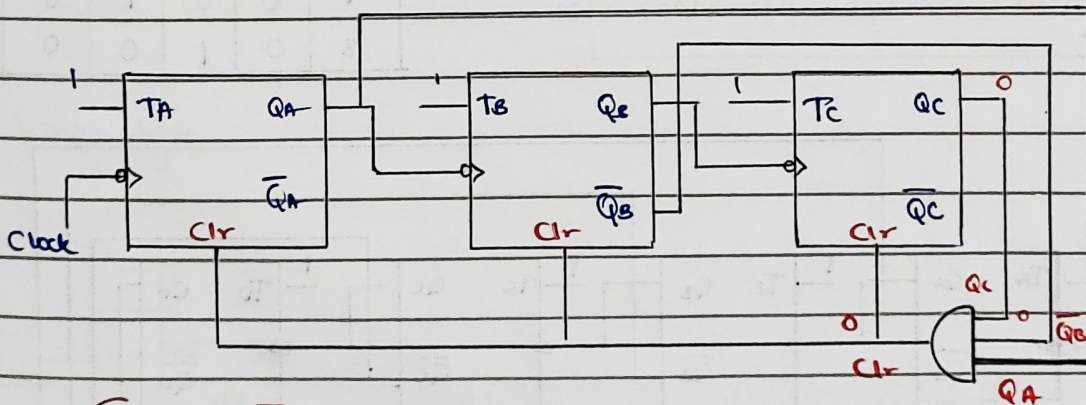 1 TA QA 1 TB QB 1 TC QC 0
Q̅A Q̅B Q̅C
Clock Clr Clr Clr
QC
0 0 Q̅B
Clr
QA